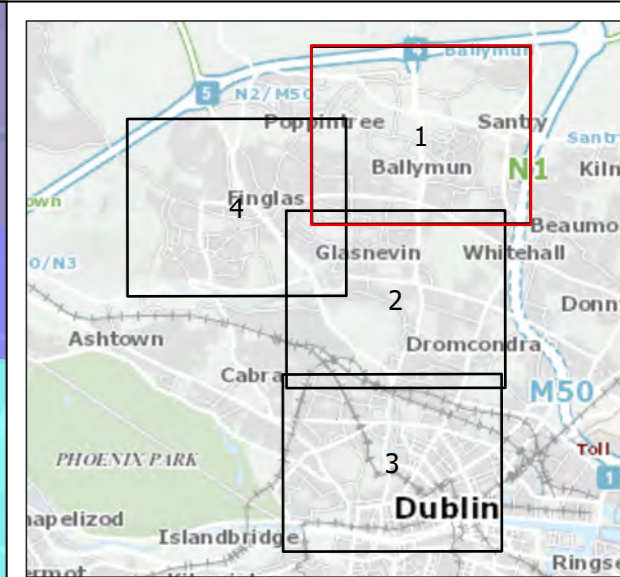 4
Ballymun
5
N2/M50
Poppintree
1
Santry
Santr
Ballymun
N1
Kiln
own
Finglas
4
Beaumo
Glasnevin
Whitehall
0/N3
2
Donn
Ashtown
Dromcondra
Cabra
M50
PHOENIX PARK
3
Toll
1
Dublin
hapelizod
Islandbridge
Ringse
ermot